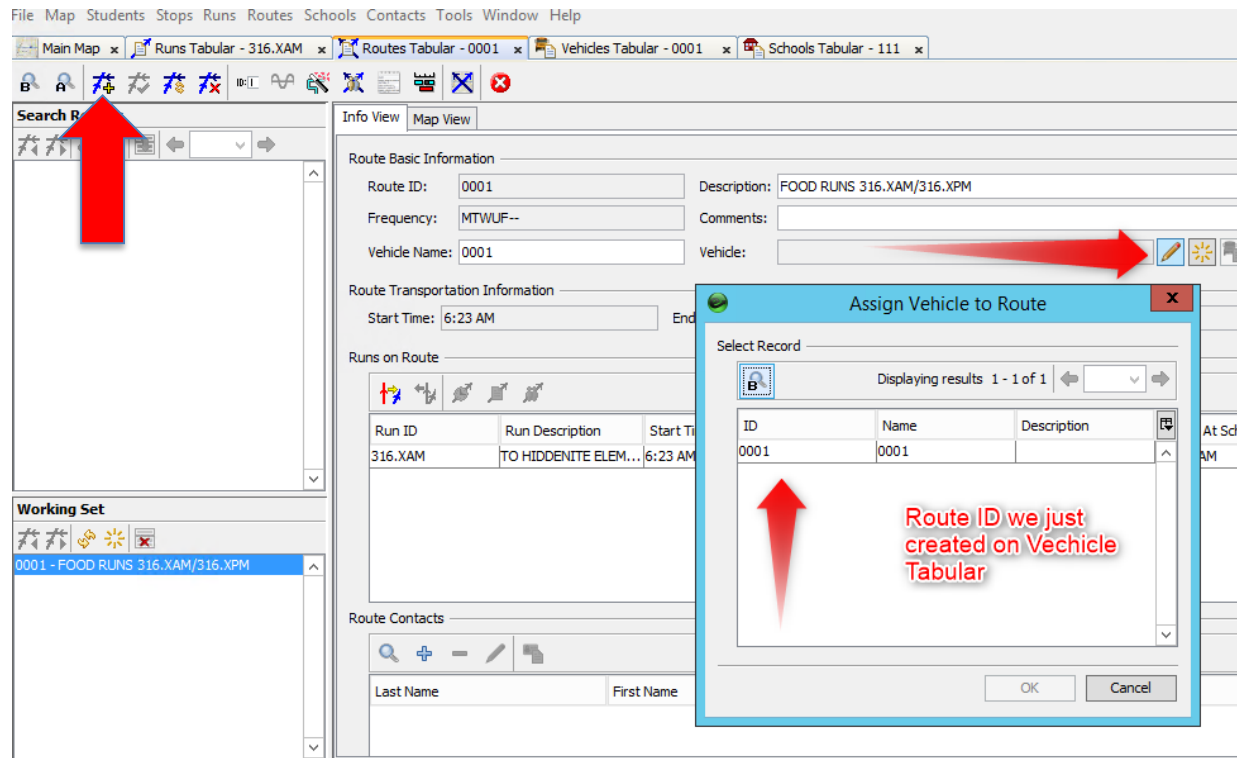 File Map Students Stops Runs Routes Schools Contacts Tools Window Help
Main Map x Runs Tabular - 316.XAM x Routes Tabular - 0001 x Vehicles Tabular - 0001 x Schools Tabular - 111 x
B A ID:
Search R
Info View Map View
Route Basic Information
Route ID: 0001 Description: FOOD RUNS 316.XAM/316.XPM
Frequency: MTWUF-- Comments:
Vehicle Name: 0001 Vehicle:
Route Transportation Information
Start Time: 6:23 AM End
Runs on Route
Run ID Run Description Start Ti At Sch
316.XAM TO HIDDENITE ELEM... 6:23 AM AM
Assign Vehicle to Route x
Select Record
B Displaying results 1 - 1 of 1
ID Name Description
0001 0001
Route ID we just
created on Vechicle
Tabular
OK Cancel
Working Set
0001 - FOOD RUNS 316.XAM/316.XPM
Route Contacts
Last Name First Name